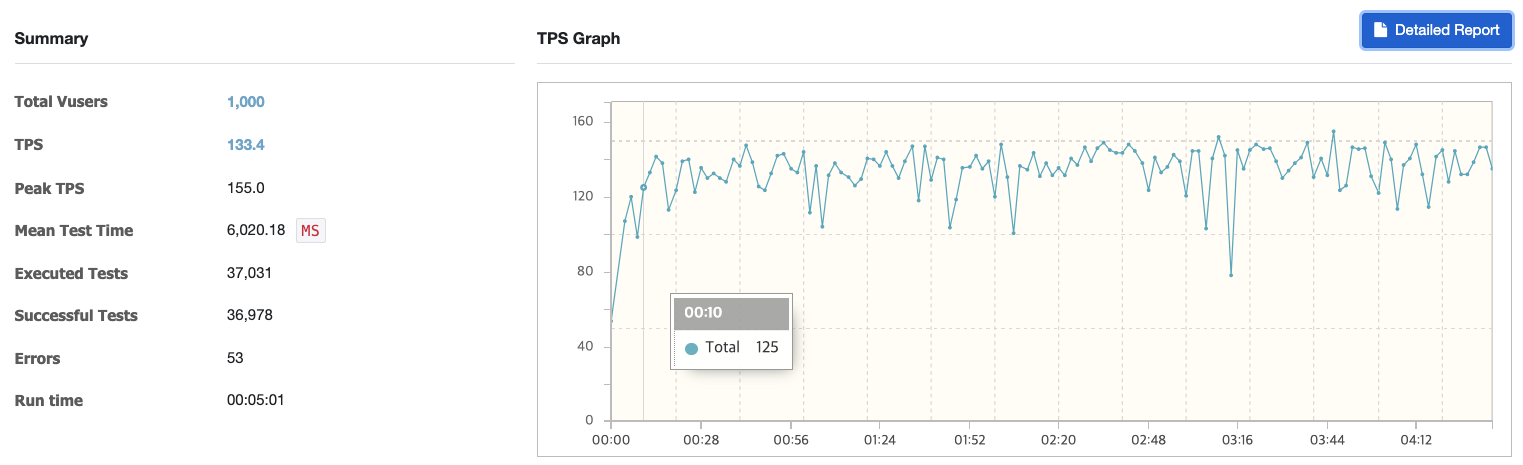 Summary
Total Vusers 1,000
TPS 133.4
Peak TPS 155.0
Mean Test Time 6,020.18 MS
Executed Tests 37,031
Successful Tests 36,978
Errors 53
Run time 00:05:01
TPS Graph
Detailed Report
160
120
80
40
0
00:10
Total 125
00:00 00:28 00:56 01:24 01:52 02:20 02:48 03:16 03:44 04:12